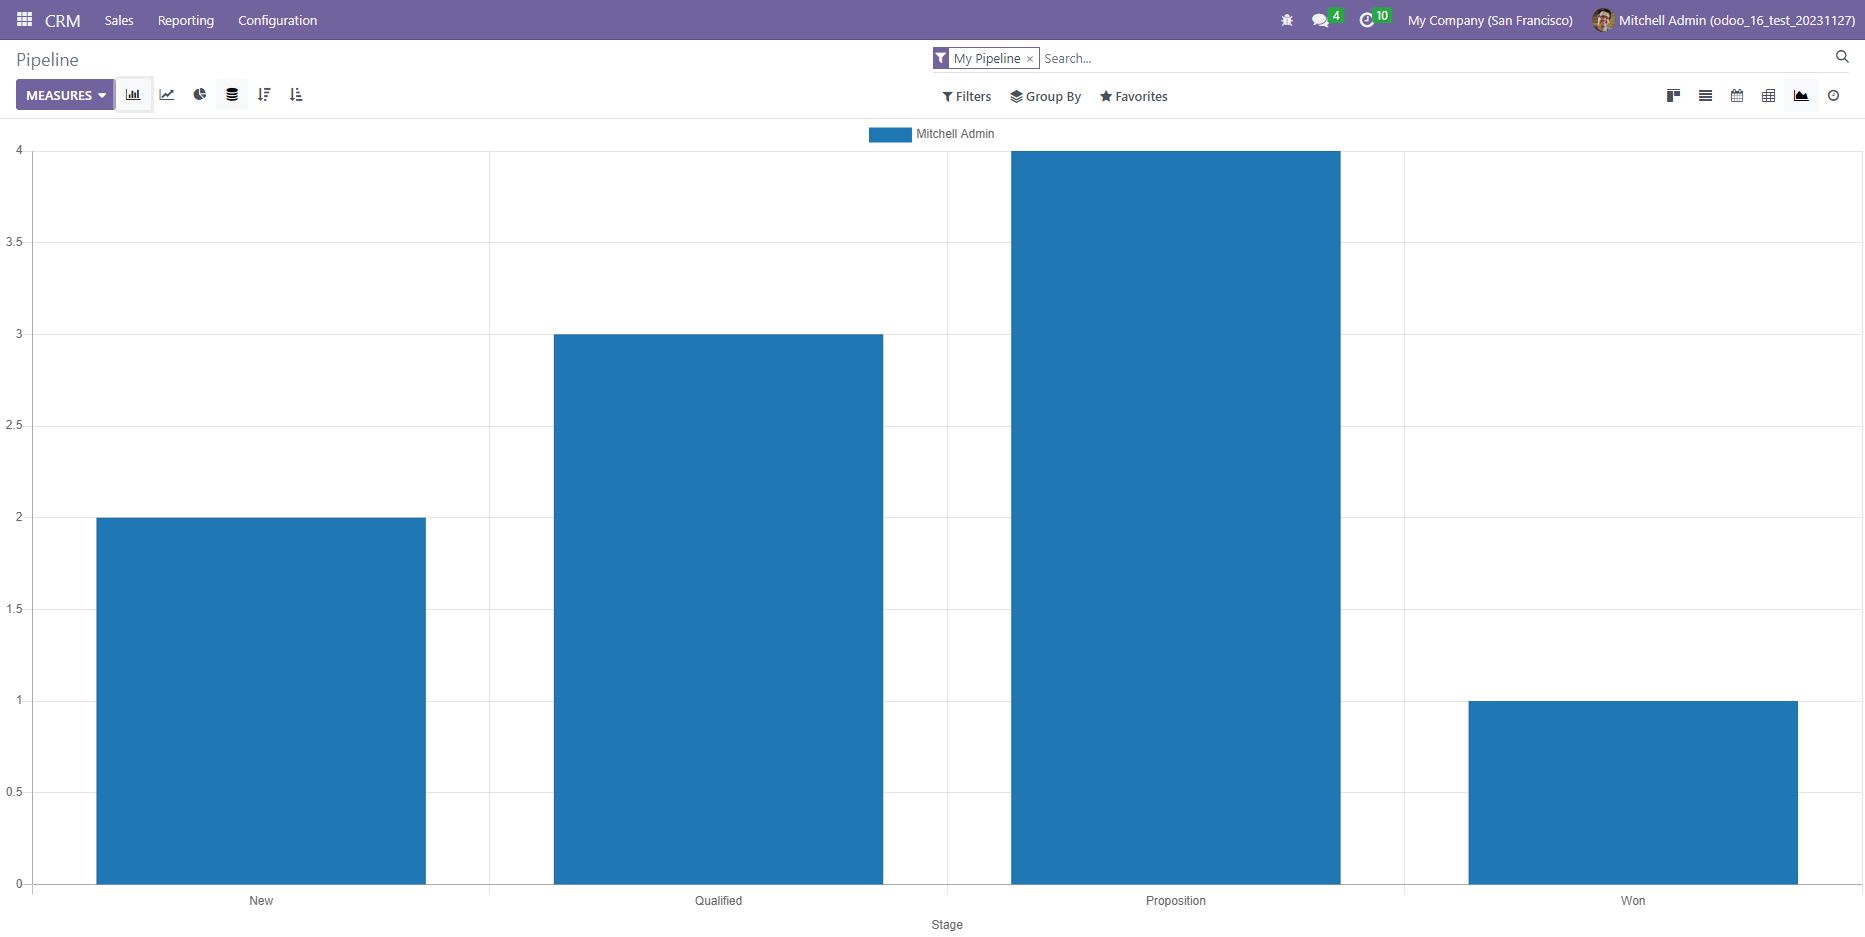 CRM Sales Reporting Configuration 4 10 My Company (San Francisco) Mitchell Admin (odoo_16_test_20231127)
Pipeline My Pipeline × Search...
MEASURES Filters Group By Favorites
Mitchell Admin
4
3.5
3
2.5
2
1.5
1
0.5
0
New Qualified Proposition Won
Stage